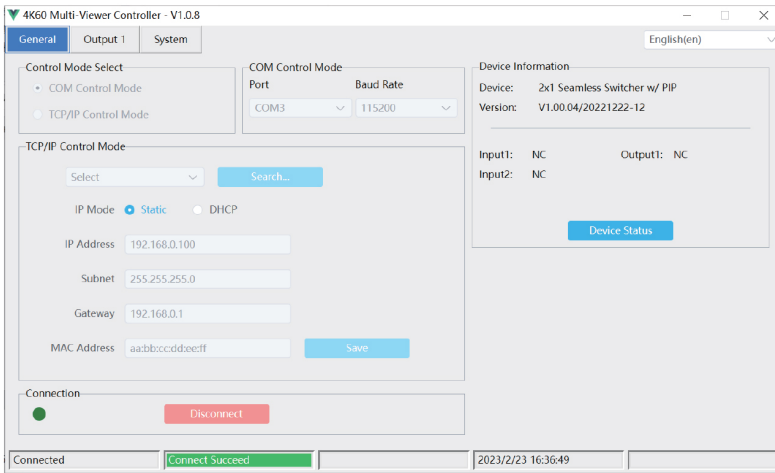 4K60 Multi-Viewer Controller - V1.0.8
General Output 1 System English(en)
Control Mode Select
COM Control Mode
TCP/IP Control Mode
COM Control Mode
Port Baud Rate
COM3 115200
Device Information
Device: 2x1 Seamless Switcher w/ PIP
Version: V1.00.04/20221222-12
Input1: NC Output1: NC
Input2: NC
Device Status
TCP/IP Control Mode
Select Search...
IP Mode Static DHCP
IP Address 192.168.0.100
Subnet 255.255.255.0
Gateway 192.168.0.1
MAC Address aa:bb:cc:dd:ee:ff Save
Connection
Disconnect
Connected Connect Succeed 2023/2/23 16:36:49